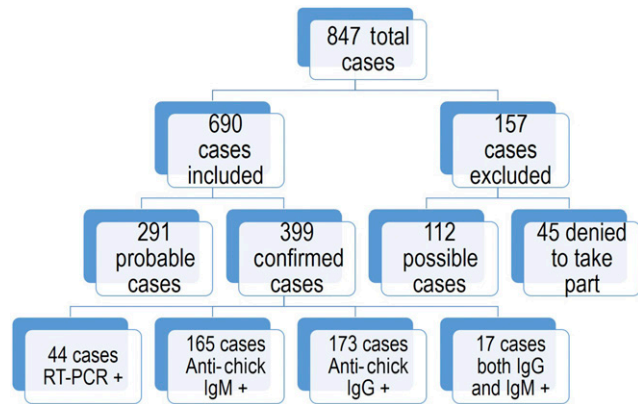 847 total
cases
690
cases
included
157
cases
excluded
291
probable
cases
399
confirmed
cases
112
possible
cases
45 denied
to take
part
44 cases
RT-PCR +
165 cases
Anti-chick
IgM +
173 cases
Anti-chick
IgG +
17 cases
both IgG
and IgM +